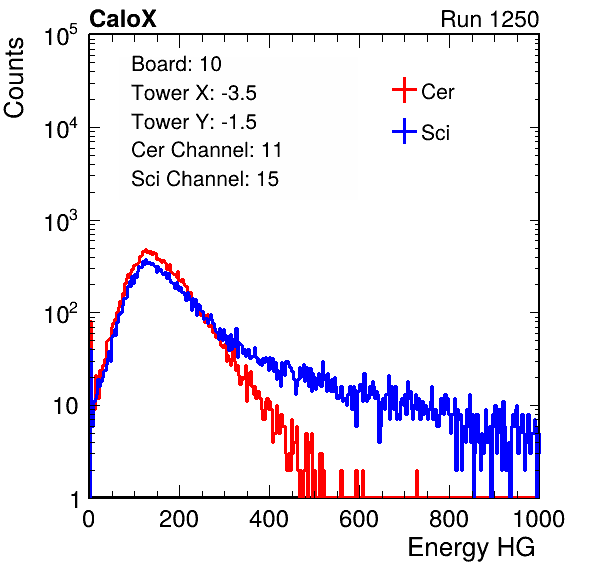 CaloX Run 1250
Counts
10^5
10^4
10^3
10^2
10
1
Board: 10
Tower X: -3.5
Tower Y: -1.5
Cer Channel: 11
Sci Channel: 15
Cer
Sci
0 200 400 600 800 1000
Energy HG